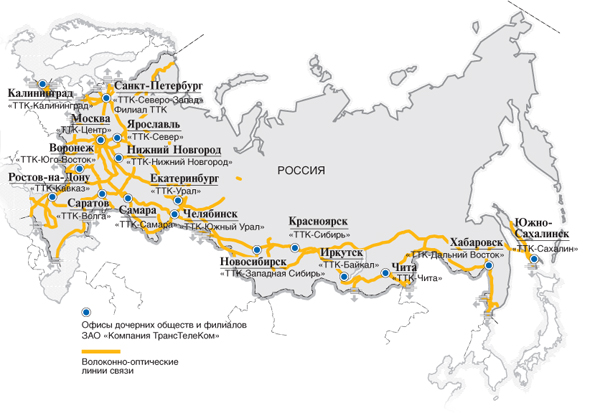 Санкт-Петербург
«ТТК-Северо-Запад»
Филиал ТТК
Калининград
«ТТК-Калининград»
Москва
«ТТК-Центр»
Ярославль
«ТТК-Север»
Воронеж
«ТТК-Юго-Восток»
Нижний Новгород
«ТТК-Нижний Новгород»
Ростов-на-Дону
«ТТК-Кавказ»
Екатеринбург
«ТТК-Урал»
РОССИЯ
Саратов
«ТТК-Волга»
Самара
«ТТК-Самара»
Челябинск
«ТТК-Южный Урал»
Красноярск
«ТТК-Сибирь»
Южно-
Сахалинск
«ТТК-Сахалин»
Новосибирск
«ТТК-Западная Сибирь»
Иркутск
«ТТК-Байкал»
Чита
«ТТК-Чита»
Хабаровск
«ТТК-Дальний Восток»
Офисы дочерних обществ и филиалов
ЗАО «Компания ТрансТелеКом»
Волоконно-оптические
линии связи